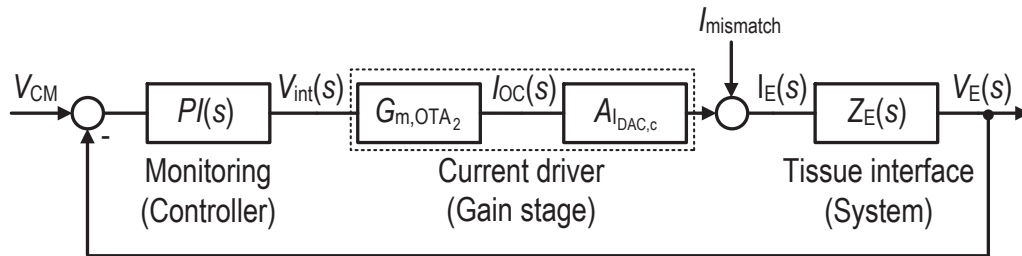 I_mismatch
V_CM
PI(s)
V_int(s)
G_m,OTA_2
I_OC(s)
A_I_DAC,c
I_E(s)
Z_E(s)
V_E(s)
-
Monitoring
(Controller)
Current driver
(Gain stage)
Tissue interface
(System)